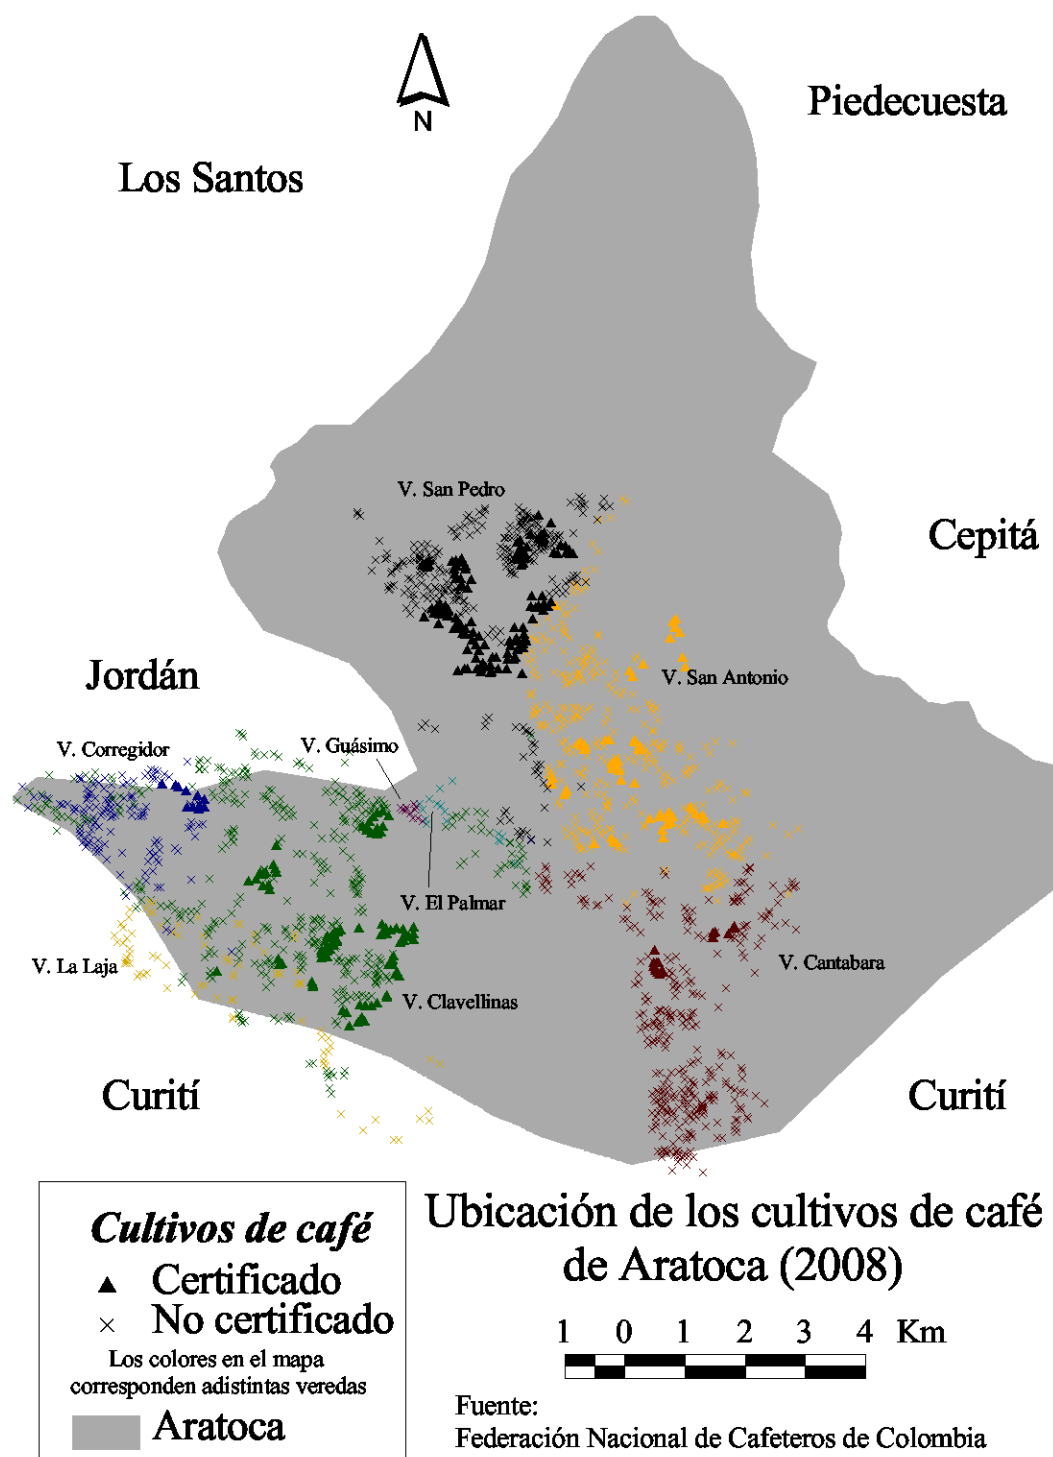 Piedecuesta
N
Los Santos
V. San Pedro
Cepitá
Jordán
V. San Antonio
V. Corregidor
V. Guásimo
V. El Palmar
V. La Laja
V. Cantabara
V. Clavellinas
Curití
Curití
Cultivos de café
Certificado
No certificado
Los colores en el mapa
corresponden adistintas veredas
Aratoca
Ubicación de los cultivos de café
de Aratoca (2008)
1 0 1 2 3 4 Km
Fuente:
Federación Nacional de Cafeteros de Colombia